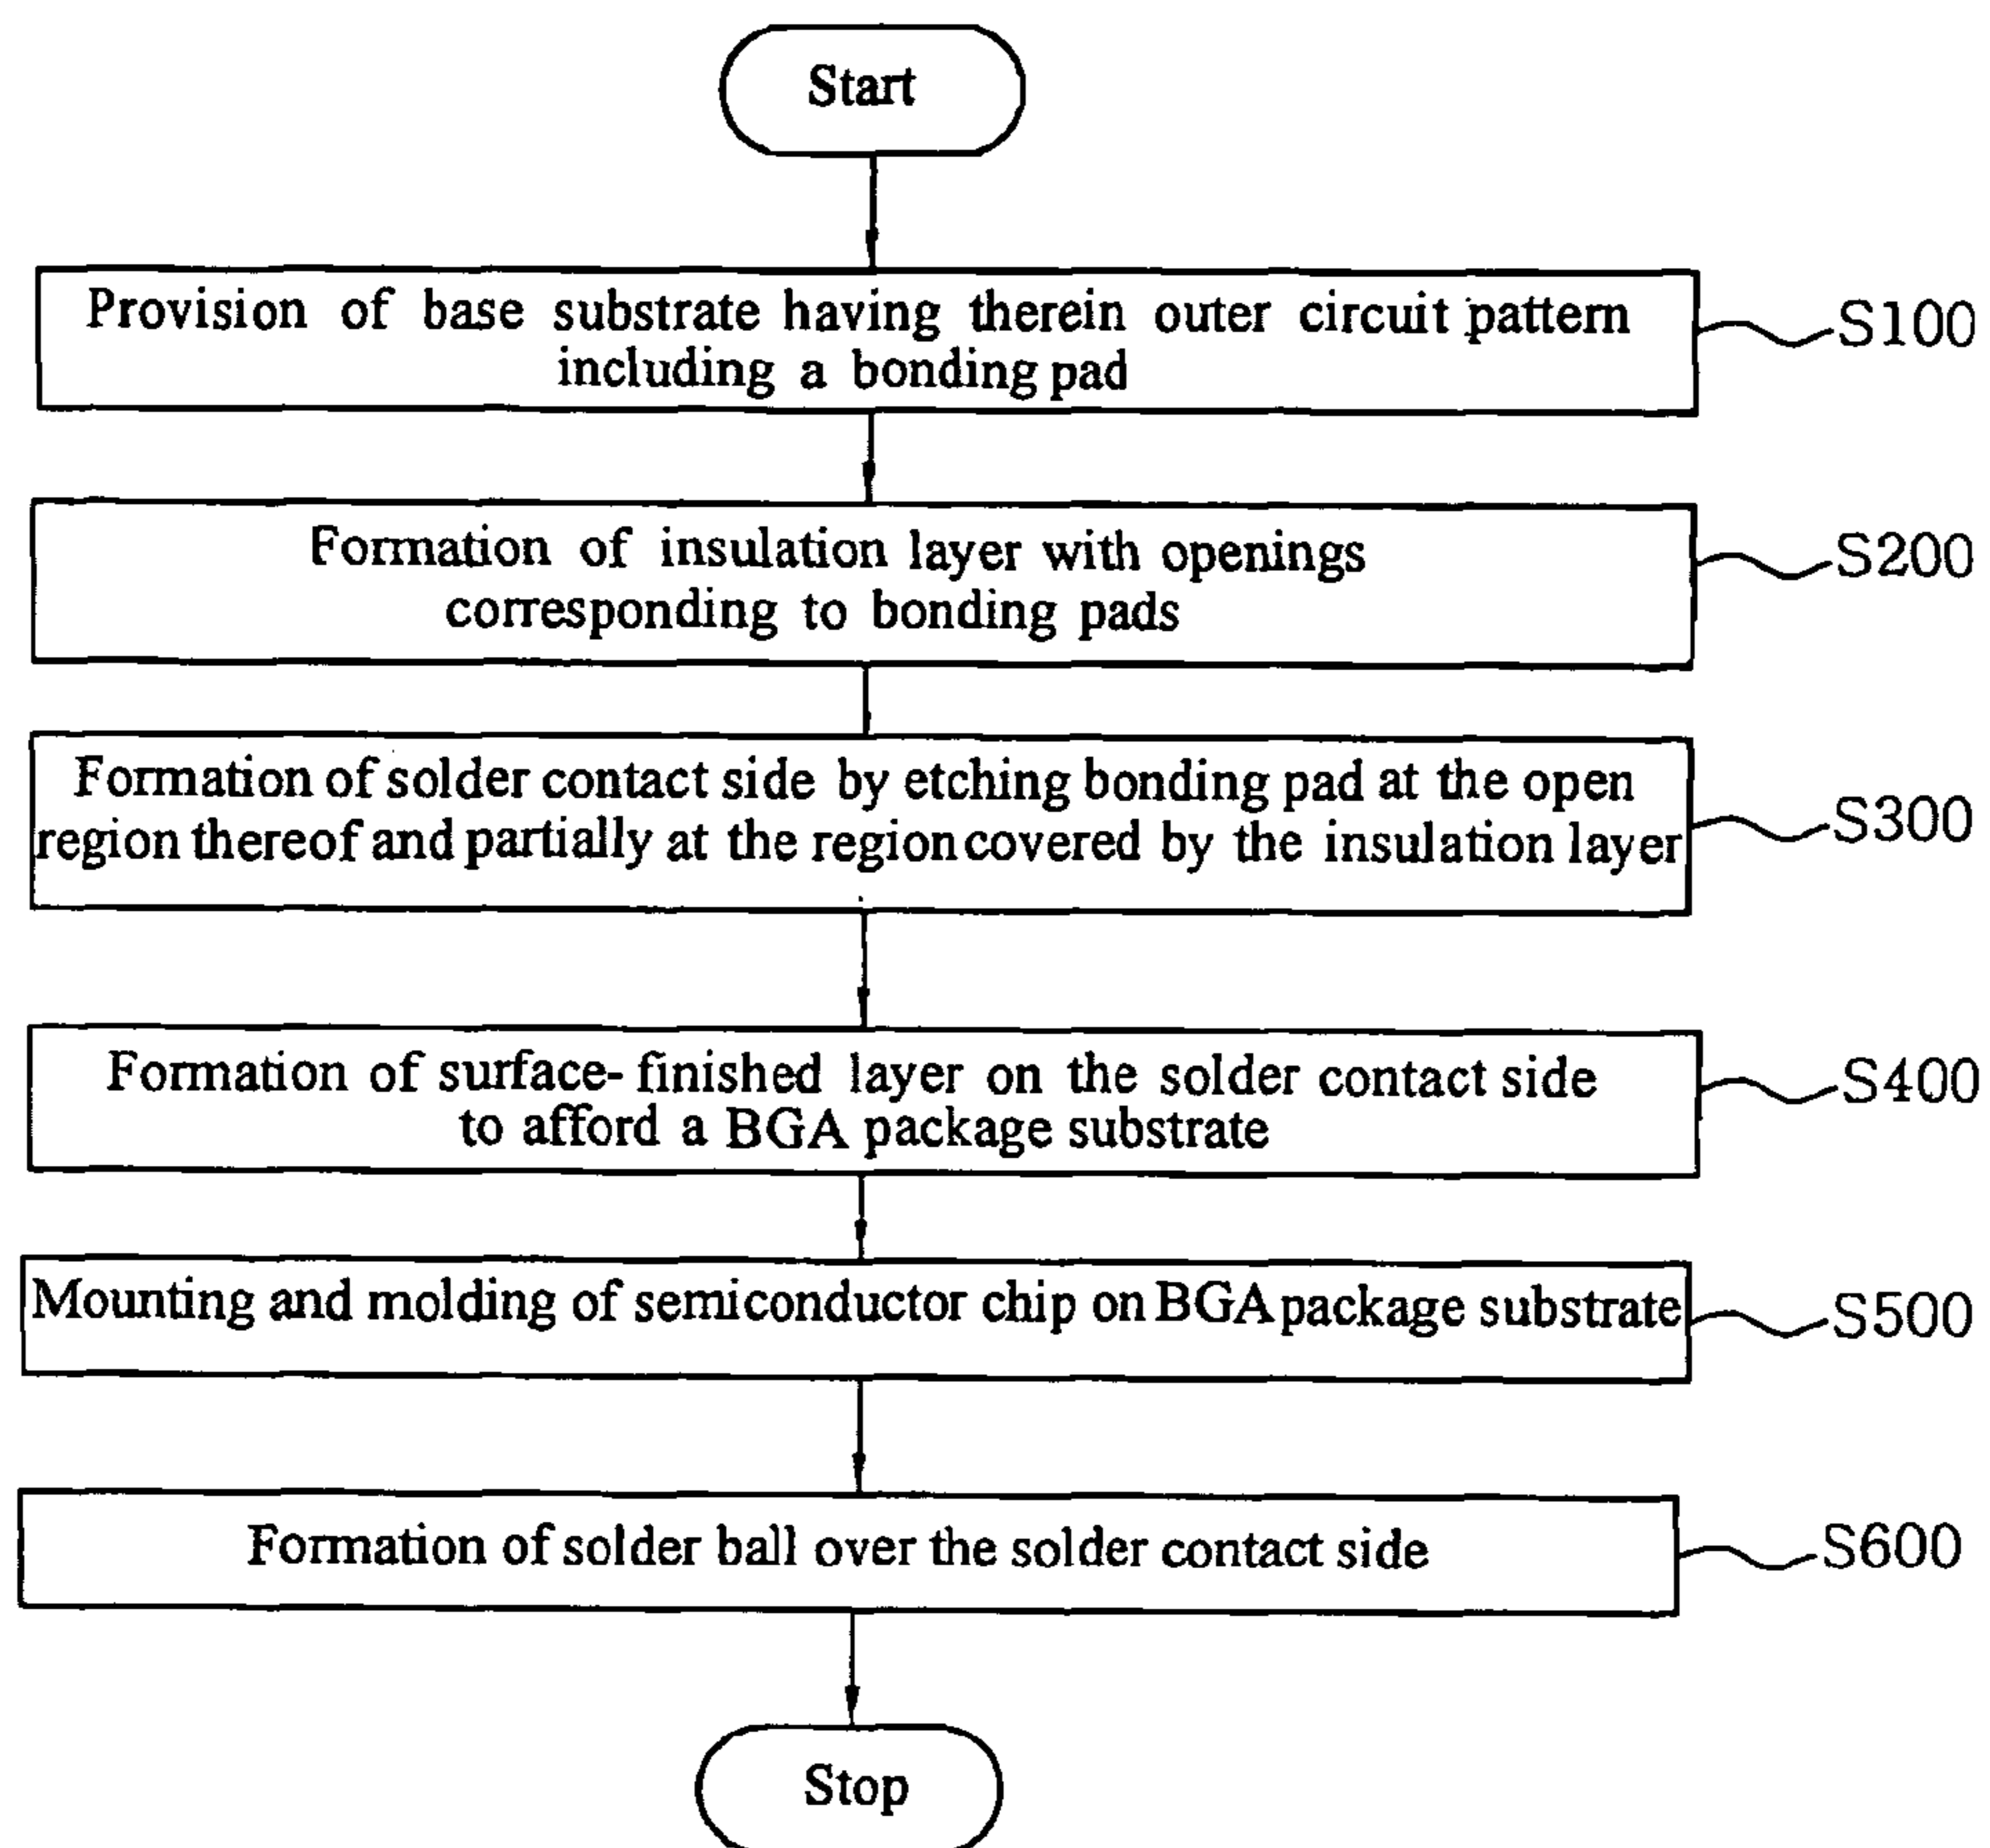 Start
Provision of base substrate having therein outer circuit pattern
including a bonding pad
S100
Formation of insulation layer with openings
corresponding to bonding pads
S200
Formation of solder contact side by etching bonding pad at the open
region thereof and partially at the region covered by the insulation layer
S300
Formation of surface-finished layer on the solder contact side
to afford a BGA package substrate
S400
Mounting and molding of semiconductor chip on BGA package substrate
S500
Formation of solder ball over the solder contact side
S600
Stop